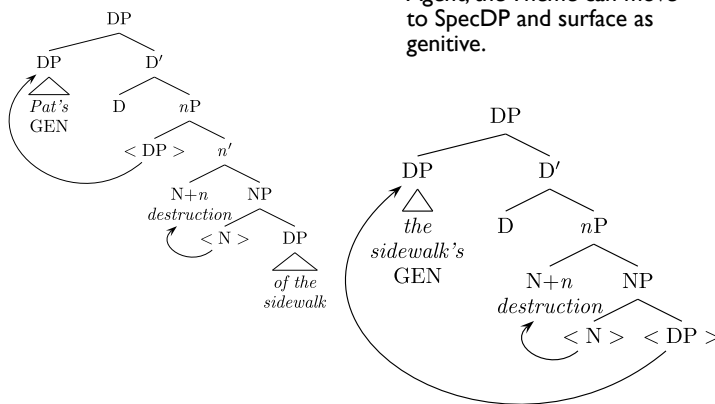 Agent, the Theme can move
to SpecDP and surface as
genitive.
DP
DP D′
Pat's
GEN
D nP
< DP > n′
N+n NP
destruction
< N > DP
of the
sidewalk
DP
DP D′
the
sidewalk's
GEN
D nP
N+n NP
destruction
< N > < DP >